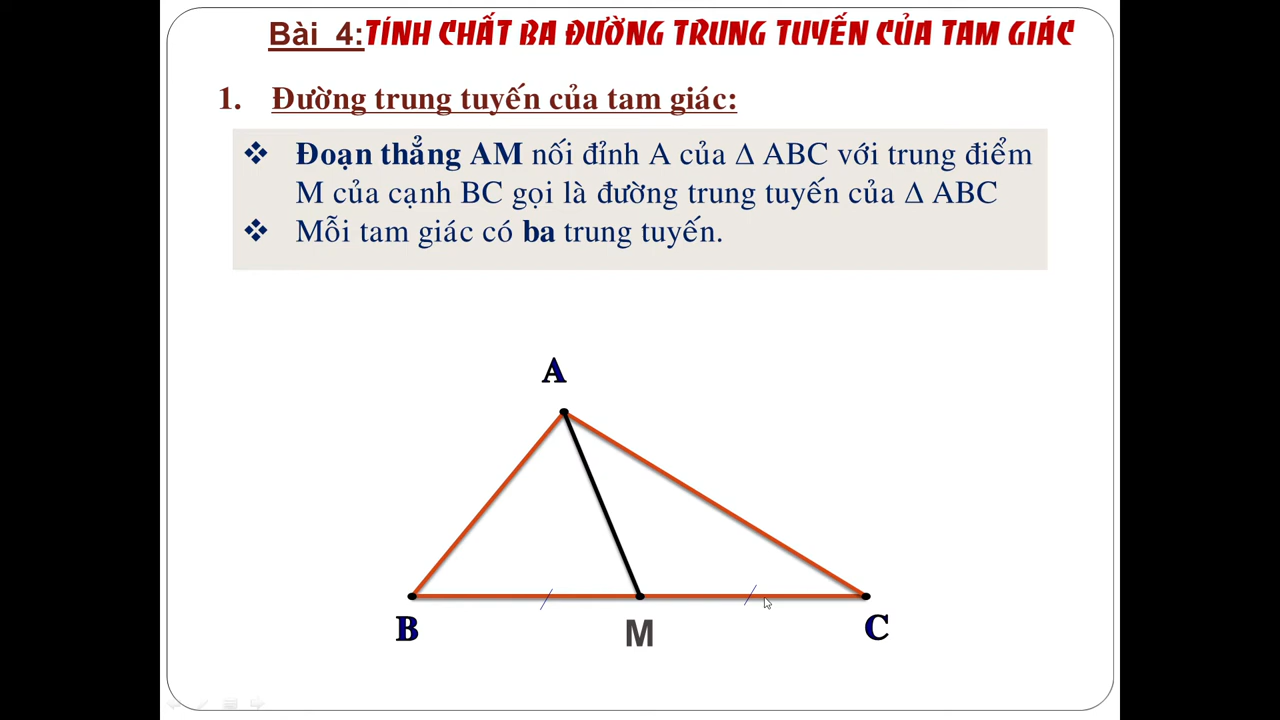 Bài 4:TÍNH CHẤT BA ĐƯỜNG TRUNG TUYẾN CỦA TAM GIÁC
1. Đường trung tuyến của tam giác:
❖ Đoạn thẳng AM nối đỉnh A của Δ ABC với trung điểm
M của cạnh BC gọi là đường trung tuyến của Δ ABC
❖ Mỗi tam giác có ba trung tuyến.
A
B
M
C